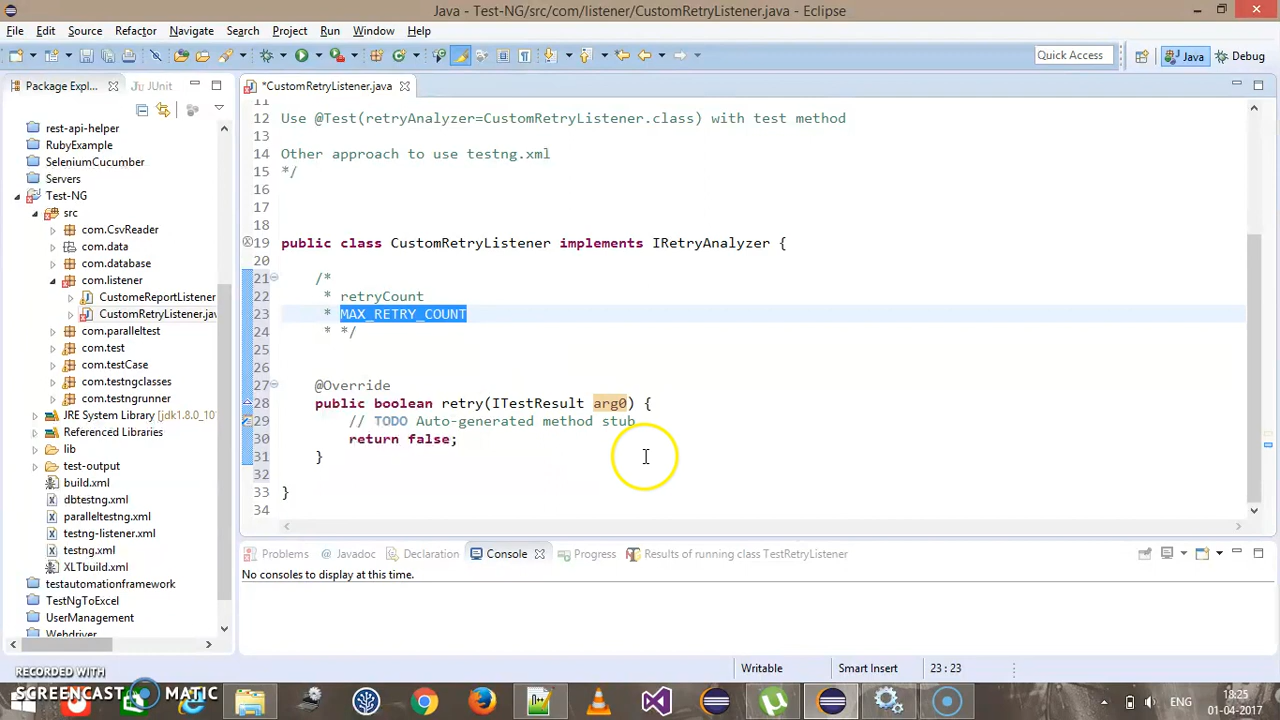 Java - Test-NG/src/com/listener/CustomRetryListener.java - Eclipse
File Edit Source Refactor Navigate Search Project Run Window Help
Quick Access
Java
Debug
Package Expl...
JUnit
*CustomRetryListener.java
rest-api-helper
RubyExample
SeleniumCucumber
Servers
Test-NG
src
com.CsvReader
com.data
com.database
com.listener
CustomeReportListener
CustomRetryListener.jav
com.paralleltest
com.test
com.testCase
com.testngclasses
com.testngrunner
JRE System Library [jdk1.8.0_10
Referenced Libraries
lib
test-output
build.xml
dbtestng.xml
paralleltestng.xml
testng-listener.xml
testng.xml
XLTbuild.xml
testautomationframework
TestNgToExcel
UserManagement
Webdriver
11
12 Use @Test(retryAnalyzer=CustomRetryListener.class) with test method
13
14 Other approach to use testng.xml
15 */
16
17
18
19 public class CustomRetryListener implements IRetryAnalyzer {
20
21 /*
22 * retryCount
23 * MAX_RETRY_COUNT
24 * */
25
26
27 @Override
28 public boolean retry(ITestResult arg0) {
29 // TODO Auto-generated method stub
30 return false;
31 }
32
33 }
34
Problems Javadoc Declaration Console Progress Results of running class TestRetryListener
No consoles to display at this time.
Writable
Smart Insert
23 : 23
RECORDED WITH
SCREENCAST MATIC
ENG
18:25
01-04-2017